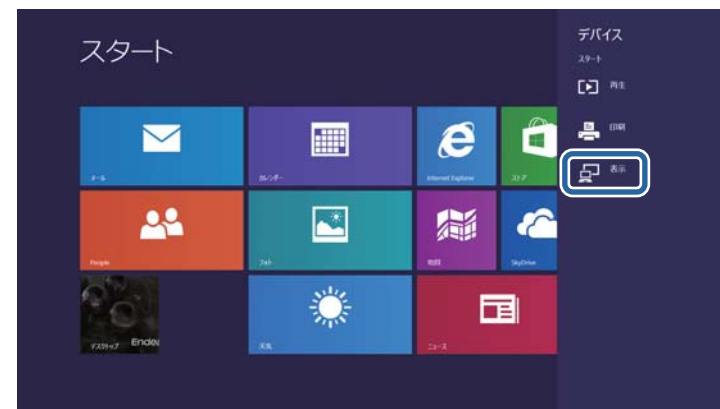 スタート
デバイス
スタート
再生
印刷
表示
メール
カレンダー
Internet Explorer
ストア
People
フォト
地図
SkyDrive
デスクトップ
Endea
天気
ニュース